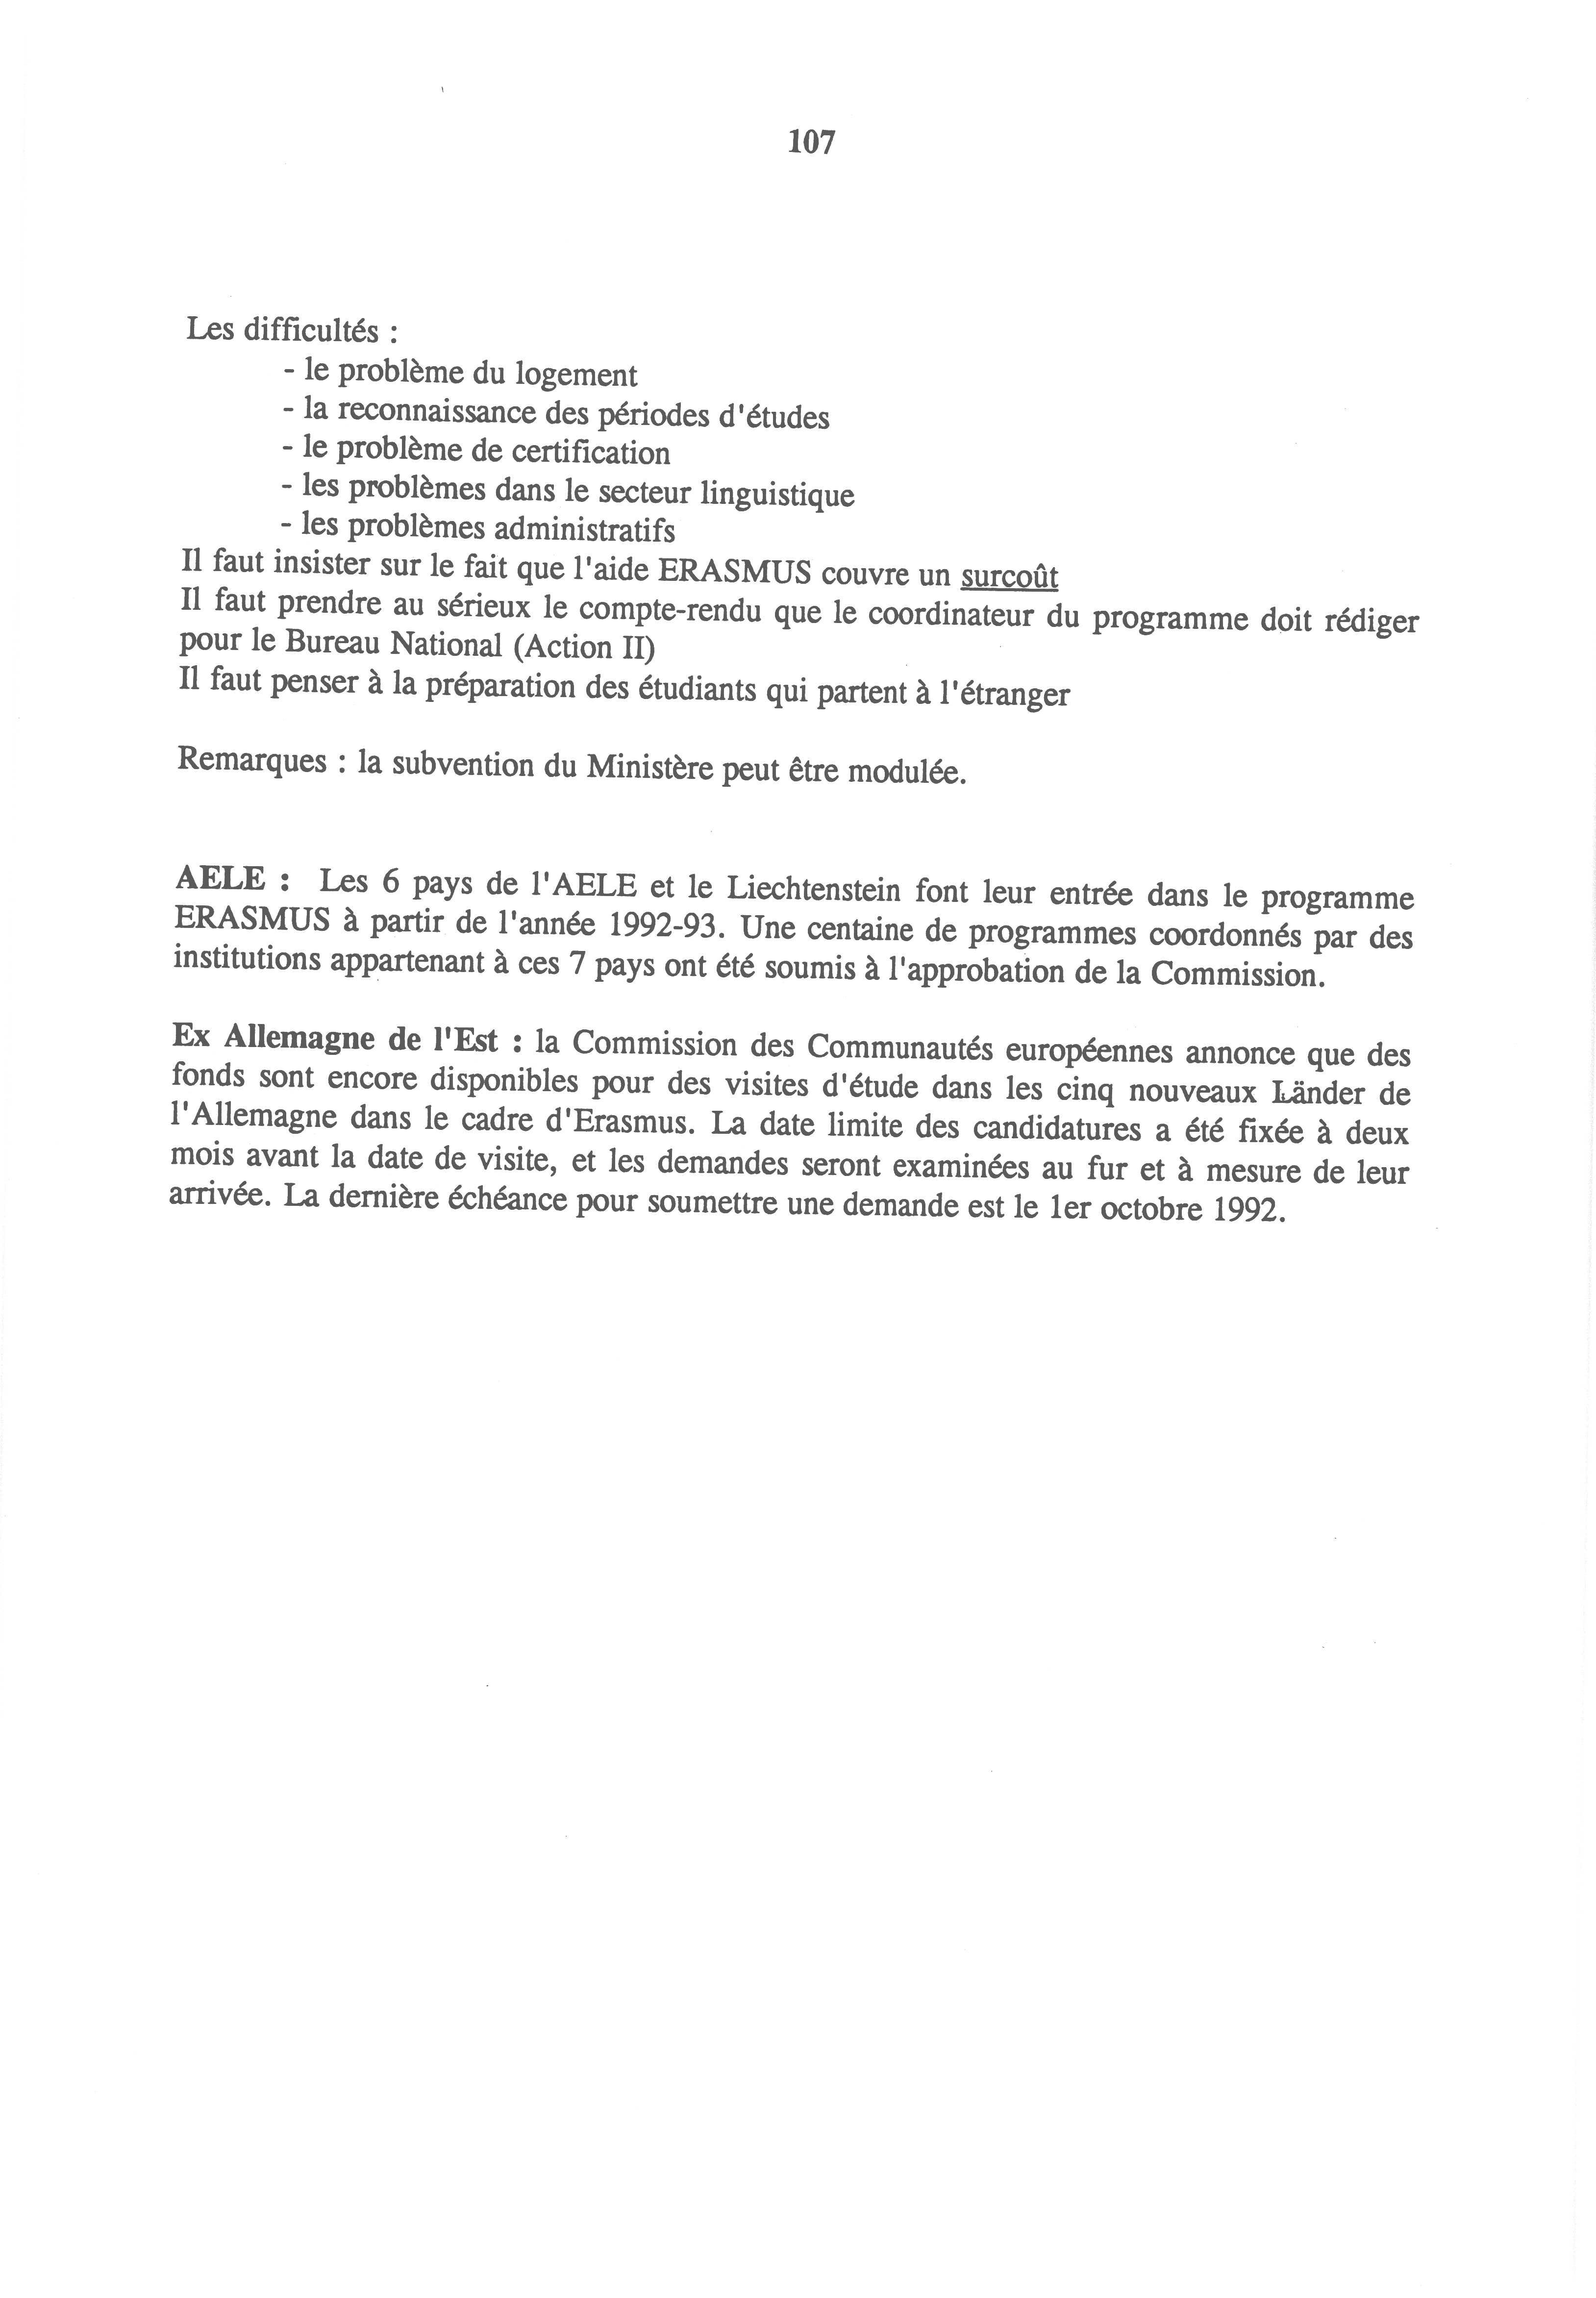 107
Les difficultés :
- le problème du logement
- la reconnaissance des périodes d'études
- le problème de certification
- les problèmes dans le secteur linguistique
- les problèmes administratifs
Il faut insister sur le fait que l'aide ERASMUS couvre un surcoût
Il faut prendre au sérieux le compte-rendu que le coordinateur du programme doit rédiger
pour le Bureau National (Action II)
Il faut penser à la préparation des étudiants qui partent à l'étranger
Remarques : la subvention du Ministère peut être modulée.
AELE : Les 6 pays de l'AELE et le Liechtenstein font leur entrée dans le programme
ERASMUS à partir de l'année 1992-93. Une centaine de programmes coordonnés par des
institutions appartenant à ces 7 pays ont été soumis à l'approbation de la Commission.
Ex Allemagne de l'Est : la Commission des Communautés européennes annonce que des
fonds sont encore disponibles pour des visites d'étude dans les cinq nouveaux Länder de
l'Allemagne dans le cadre d'Erasmus. La date limite des candidatures a été fixée à deux
mois avant la date de visite, et les demandes seront examinées au fur et à mesure de leur
arrivée. La dernière échéance pour soumettre une demande est le 1er octobre 1992.